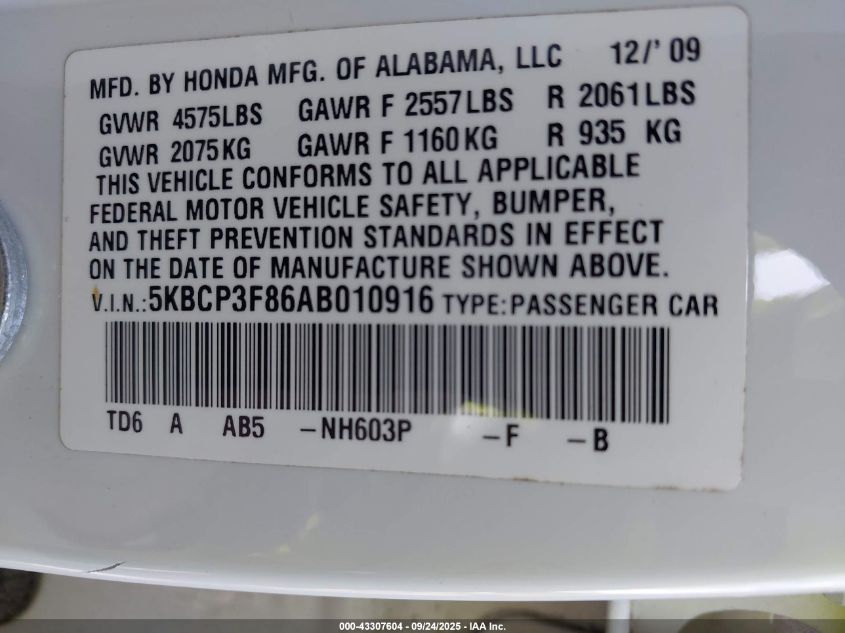 MFD. BY HONDA MFG. OF ALABAMA, LLC 12/'09
GVWR 4575LBS GAWR F 2557LBS R 2061LBS
GVWR 2075KG GAWR F 1160KG R 935 KG
THIS VEHICLE CONFORMS TO ALL APPLICABLE
FEDERAL MOTOR VEHICLE SAFETY, BUMPER,
AND THEFT PREVENTION STANDARDS IN EFFECT
ON THE DATE OF MANUFACTURE SHOWN ABOVE.
V.I.N.:5KBCP3F86AB010916 TYPE:PASSENGER CAR
TD6 A AB5 -NH603P -F -B
000-43307604 - 09/24/2025 - IAA Inc.